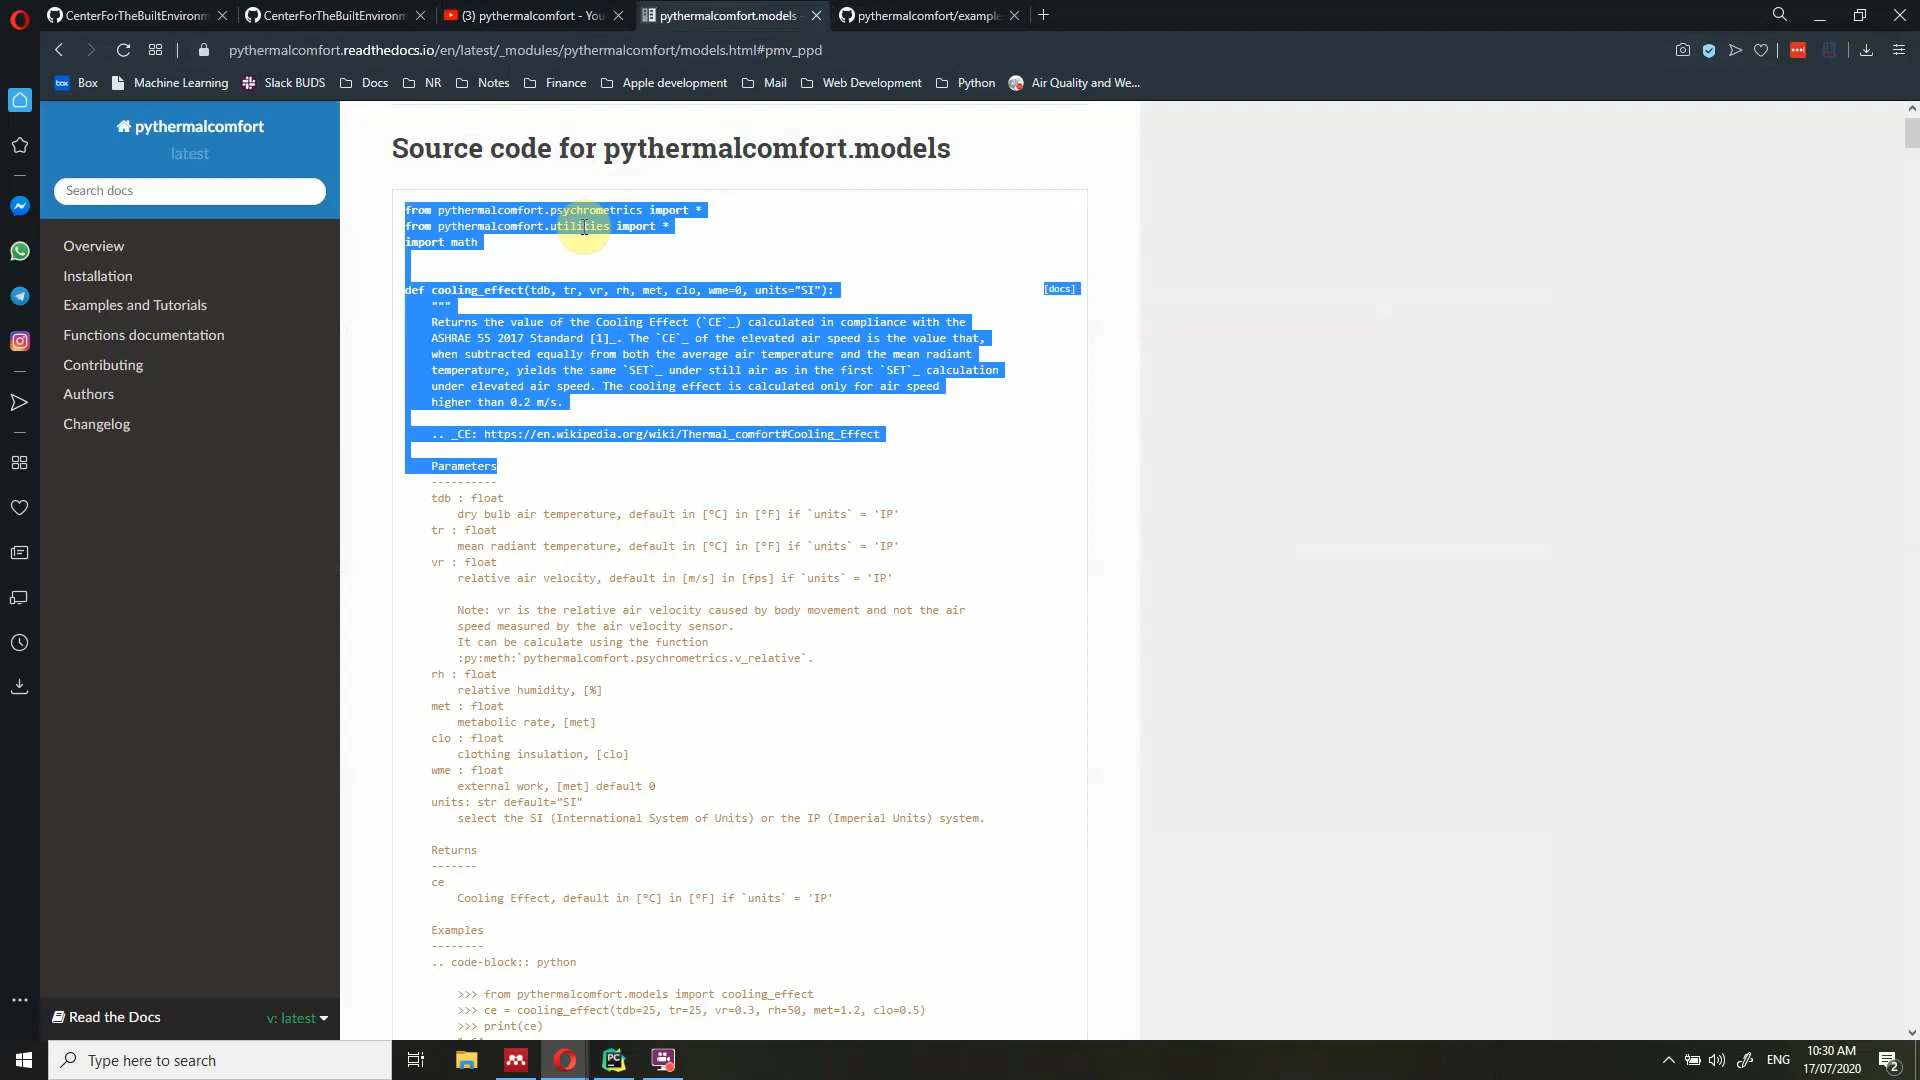 CenterForTheBuiltEnvironm
CenterForTheBuiltEnvironm
(3) pythermalcomfort - You
pythermalcomfort.models -
pythermalcomfort/example
pythermalcomfort.readthedocs.io/en/latest/_modules/pythermalcomfort/models.html#pmv_ppd
box Box
Machine Learning
Slack BUDS
Docs
NR
Notes
Finance
Apple development
Mail
Web Development
Python
Air Quality and We...
pythermalcomfort
latest
Search docs
Overview
Installation
Examples and Tutorials
Functions documentation
Contributing
Authors
Changelog
Read the Docs
v: latest
Source code for pythermalcomfort.models
from pythermalcomfort.psychrometrics import *
from pythermalcomfort.utilities import *
import math
def cooling_effect(tdb, tr, vr, rh, met, clo, wme=0, units="SI"):
[docs]
"""
Returns the value of the Cooling Effect (`CE`_) calculated in compliance with the
ASHRAE 55 2017 Standard [1]_. The `CE`_ of the elevated air speed is the value that,
when subtracted equally from both the average air temperature and the mean radiant
temperature, yields the same `SET`_ under still air as in the first `SET`_ calculation
under elevated air speed. The cooling effect is calculated only for air speed
higher than 0.2 m/s.
.. _CE: https://en.wikipedia.org/wiki/Thermal_comfort#Cooling_Effect
Parameters
----------
tdb : float
dry bulb air temperature, default in [°C] in [°F] if `units` = 'IP'
tr : float
mean radiant temperature, default in [°C] in [°F] if `units` = 'IP'
vr : float
relative air velocity, default in [m/s] in [fps] if `units` = 'IP'
Note: vr is the relative air velocity caused by body movement and not the air
speed measured by the air velocity sensor.
It can be calculate using the function
:py:meth:`pythermalcomfort.psychrometrics.v_relative`.
rh : float
relative humidity, [%]
met : float
metabolic rate, [met]
clo : float
clothing insulation, [clo]
wme : float
external work, [met] default 0
units: str default="SI"
select the SI (International System of Units) or the IP (Imperial Units) system.
Returns
-------
ce
Cooling Effect, default in [°C] in [°F] if `units` = 'IP'
Examples
--------
.. code-block:: python
>>> from pythermalcomfort.models import cooling_effect
>>> ce = cooling_effect(tdb=25, tr=25, vr=0.3, rh=50, met=1.2, clo=0.5)
>>> print(ce)
Type here to search
PC
ENG
10:30 AM
17/07/2020
2